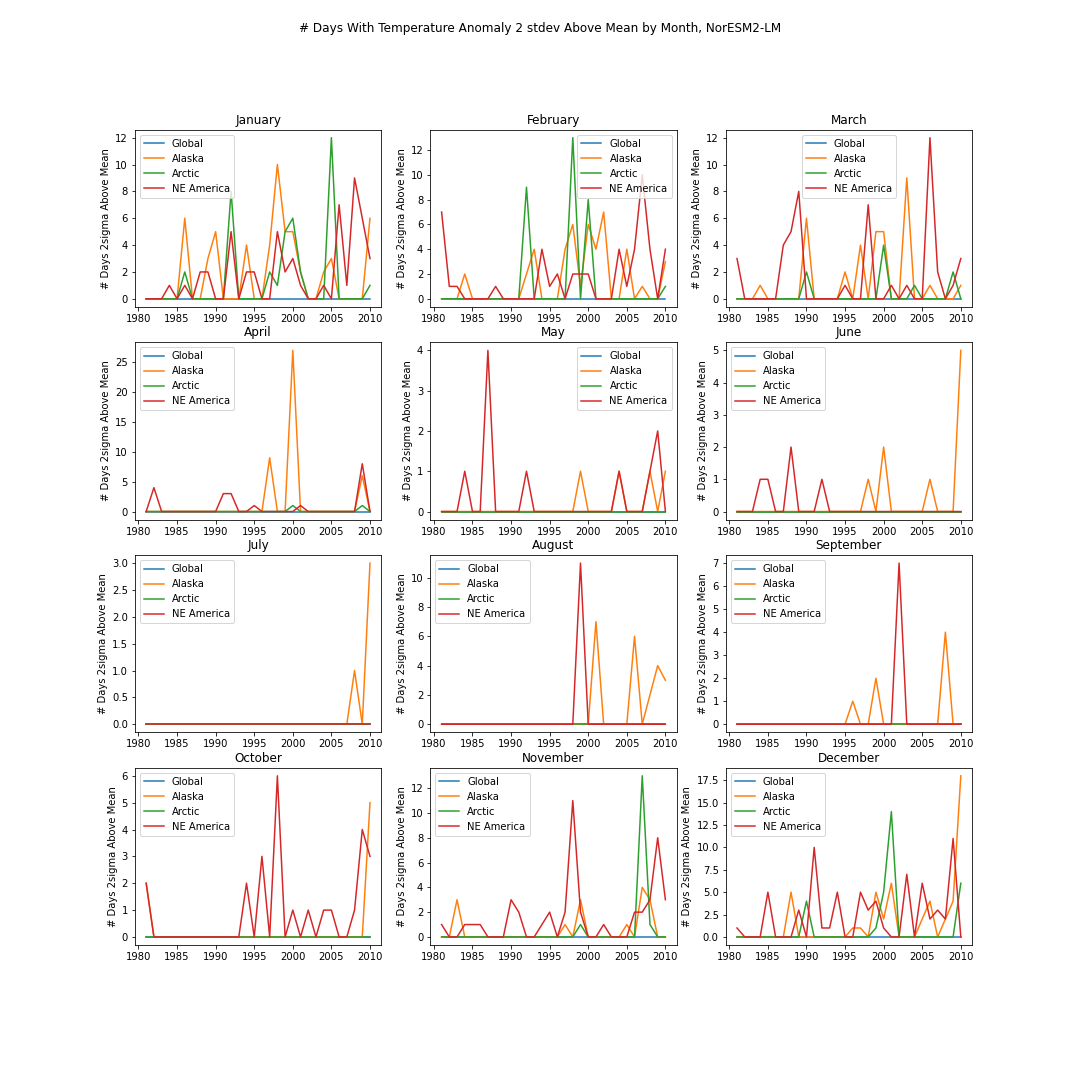 # Days With Temperature Anomaly 2 stdev Above Mean by Month, NorESM2-LM
January
# Days 2sigma Above Mean
12
10
8
6
4
2
0
Global
Alaska
Arctic
NE America
1980 1985 1990 1995 2000 2005 2010
February
# Days 2sigma Above Mean
12
10
8
6
4
2
0
Global
Alaska
Arctic
NE America
1980 1985 1990 1995 2000 2005 2010
March
# Days 2sigma Above Mean
12
10
8
6
4
2
0
Global
Alaska
Arctic
NE America
1980 1985 1990 1995 2000 2005 2010
April
# Days 2sigma Above Mean
25
20
15
10
5
0
Global
Alaska
Arctic
NE America
1980 1985 1990 1995 2000 2005 2010
May
# Days 2sigma Above Mean
4
3
2
1
0
Global
Alaska
Arctic
NE America
1980 1985 1990 1995 2000 2005 2010
June
# Days 2sigma Above Mean
5
4
3
2
1
0
Global
Alaska
Arctic
NE America
1980 1985 1990 1995 2000 2005 2010
July
# Days 2sigma Above Mean
3.0
2.5
2.0
1.5
1.0
0.5
0.0
Global
Alaska
Arctic
NE America
1980 1985 1990 1995 2000 2005 2010
August
# Days 2sigma Above Mean
10
8
6
4
2
0
Global
Alaska
Arctic
NE America
1980 1985 1990 1995 2000 2005 2010
September
# Days 2sigma Above Mean
7
6
5
4
3
2
1
0
Global
Alaska
Arctic
NE America
1980 1985 1990 1995 2000 2005 2010
October
# Days 2sigma Above Mean
6
5
4
3
2
1
0
Global
Alaska
Arctic
NE America
1980 1985 1990 1995 2000 2005 2010
November
# Days 2sigma Above Mean
12
10
8
6
4
2
0
Global
Alaska
Arctic
NE America
1980 1985 1990 1995 2000 2005 2010
December
# Days 2sigma Above Mean
17.5
15.0
12.5
10.0
7.5
5.0
2.5
0.0
Global
Alaska
Arctic
NE America
1980 1985 1990 1995 2000 2005 2010